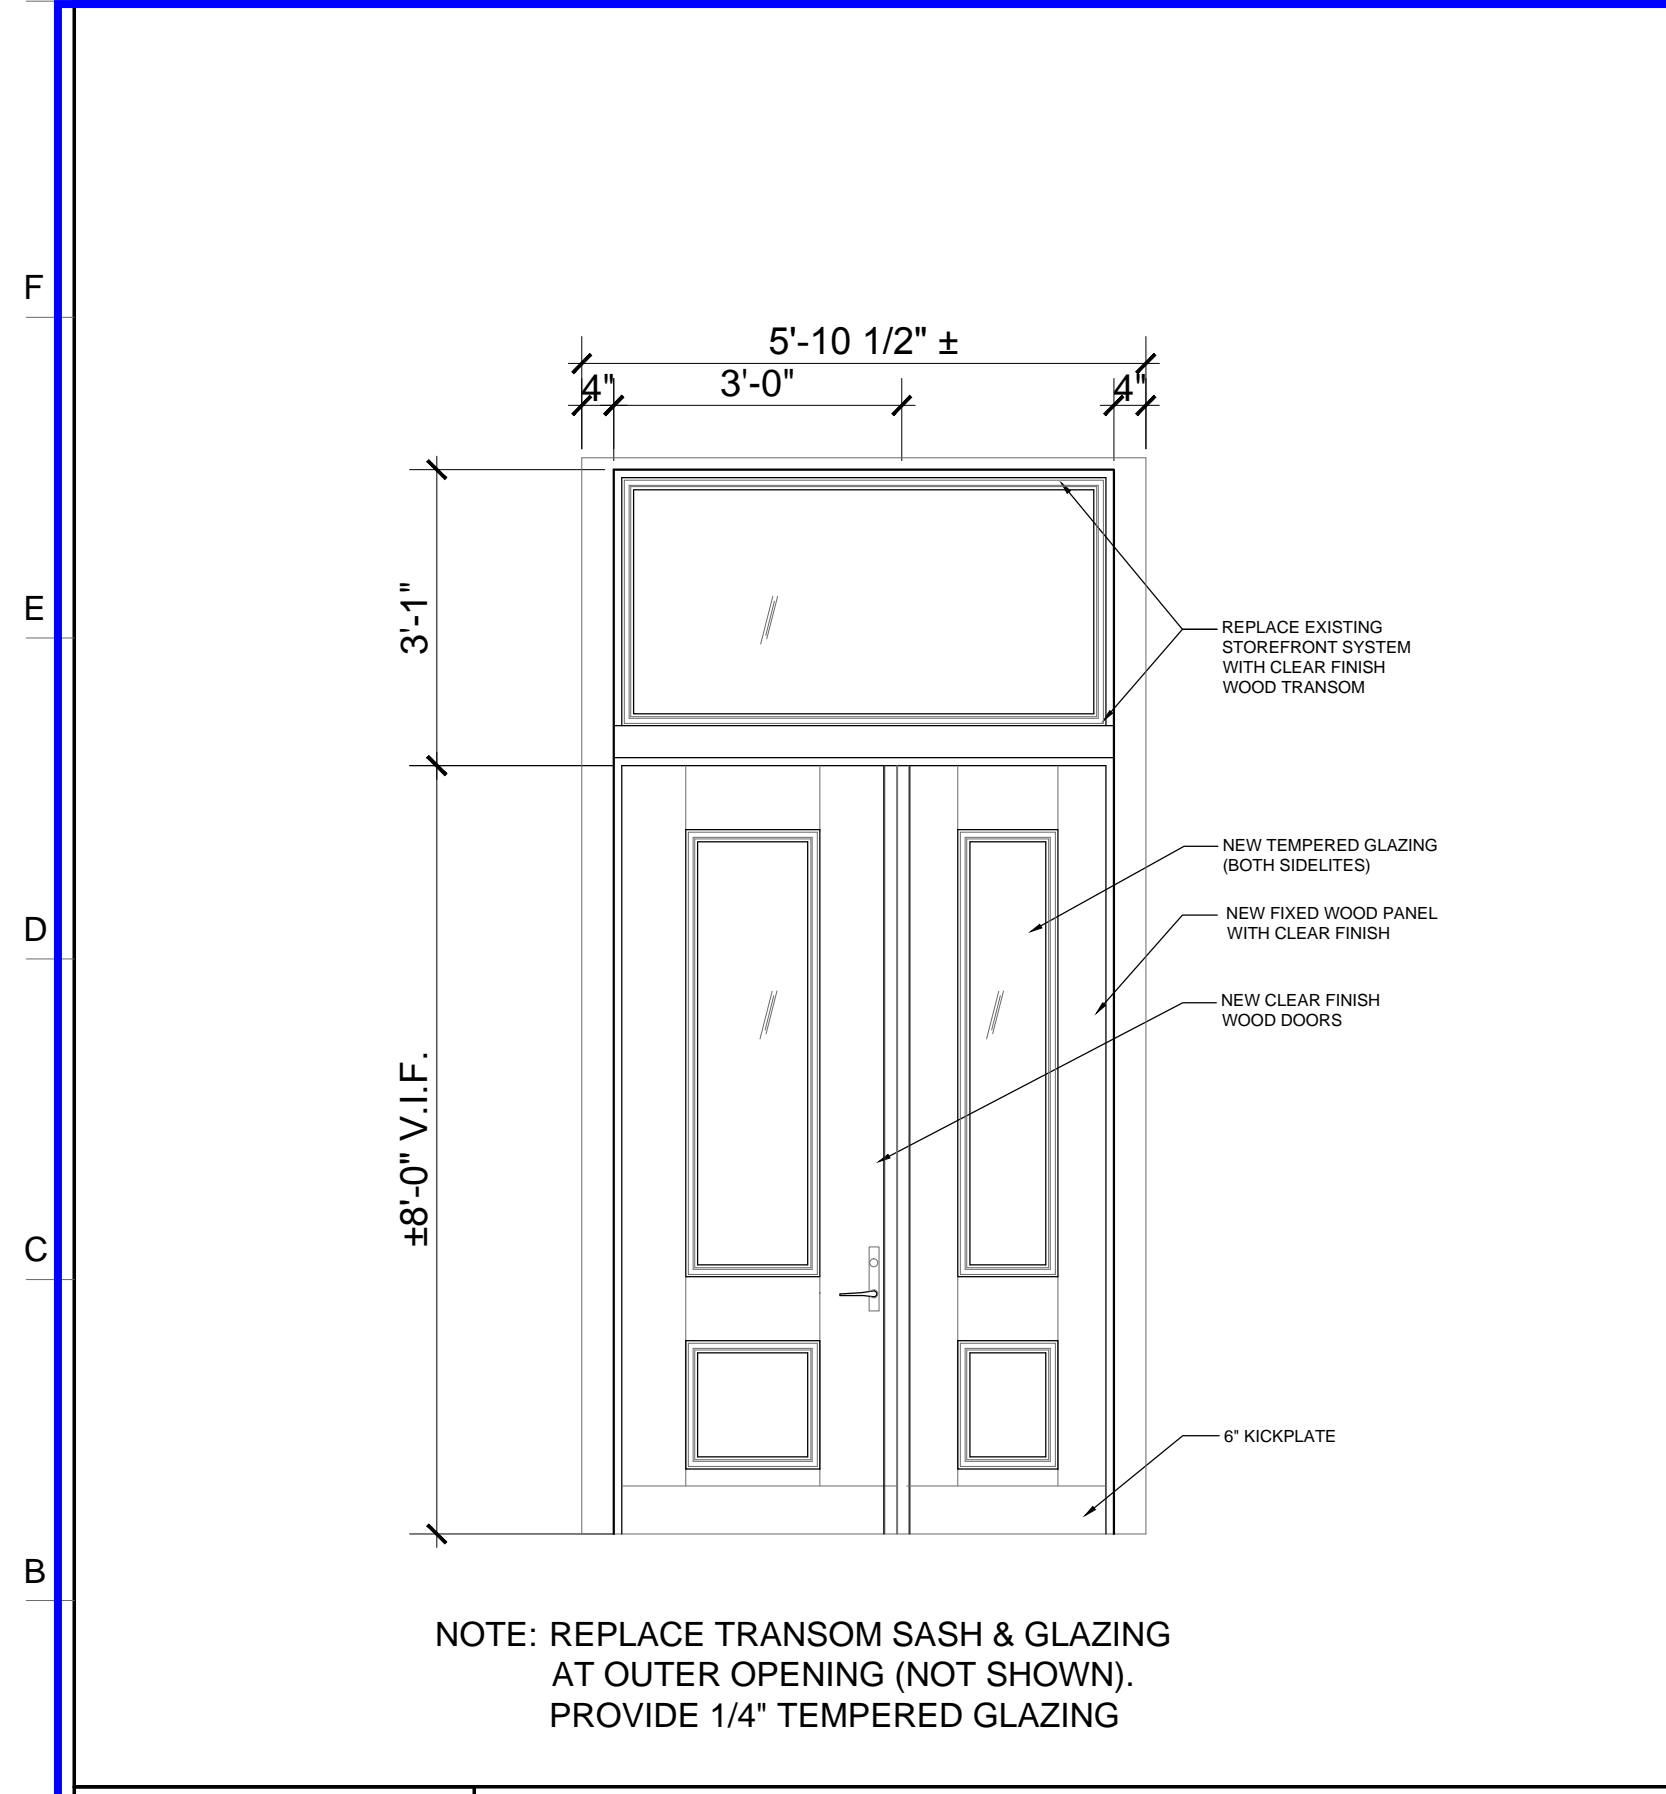 F
5'-10 1/2" ±
4"
3'-0"
4"
E
3'-1"
REPLACE EXISTING
STOREFRONT SYSTEM
WITH CLEAR FINISH
WOOD TRANSOM
NEW TEMPERED GLAZING
(BOTH SIDELITES)
D
NEW FIXED WOOD PANEL
WITH CLEAR FINISH
NEW CLEAR FINISH
WOOD DOORS
±8'-0" V.I.F.
C
6" KICKPLATE
B
NOTE: REPLACE TRANSOM SASH & GLAZING
AT OUTER OPENING (NOT SHOWN).
PROVIDE 1/4" TEMPERED GLAZING